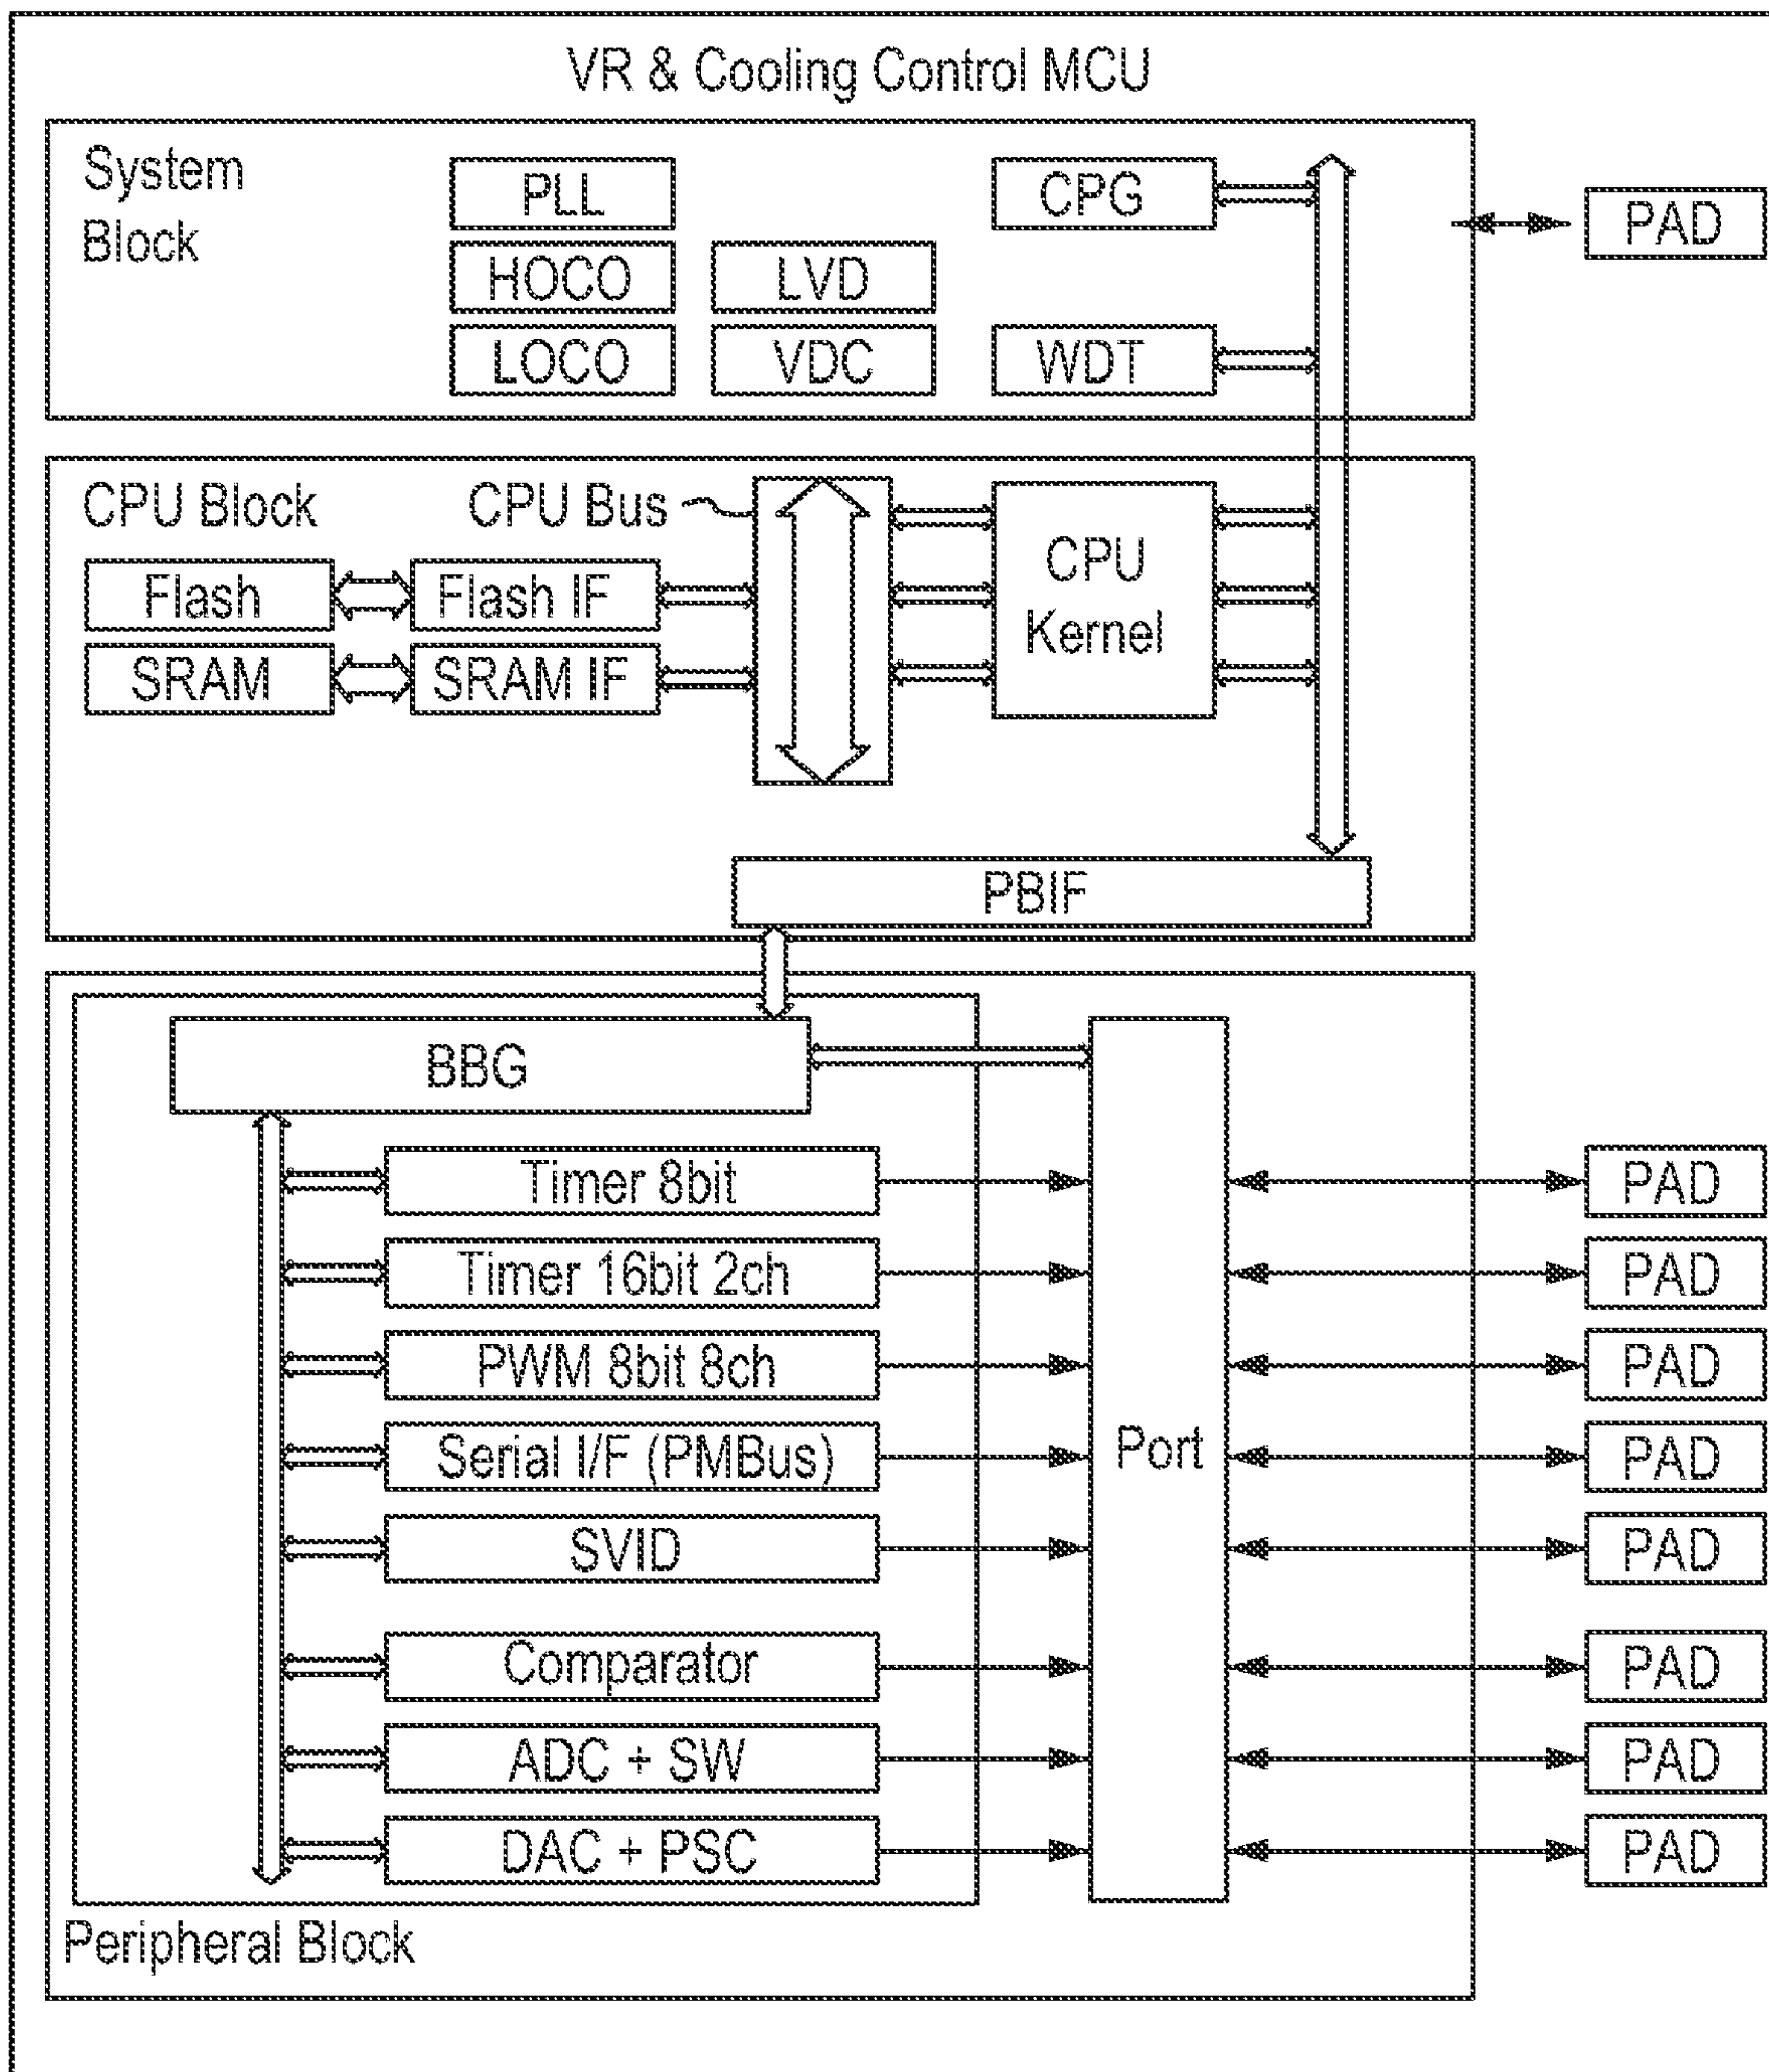 VR & Cooling Control MCU
System
Block
PLL
CPG
PAD
HOCO
LVD
LOCO
VDC
WDT
CPU Block
CPU Bus
CPU
Kernel
Flash
Flash IF
SRAM
SRAM IF
PBIF
BBG
Port
Timer 8bit
PAD
Timer 16bit 2ch
PAD
PWM 8bit 8ch
PAD
Serial I/F (PMBus)
PAD
SVID
PAD
Comparator
PAD
ADC + SW
PAD
DAC + PSC
PAD
Peripheral Block